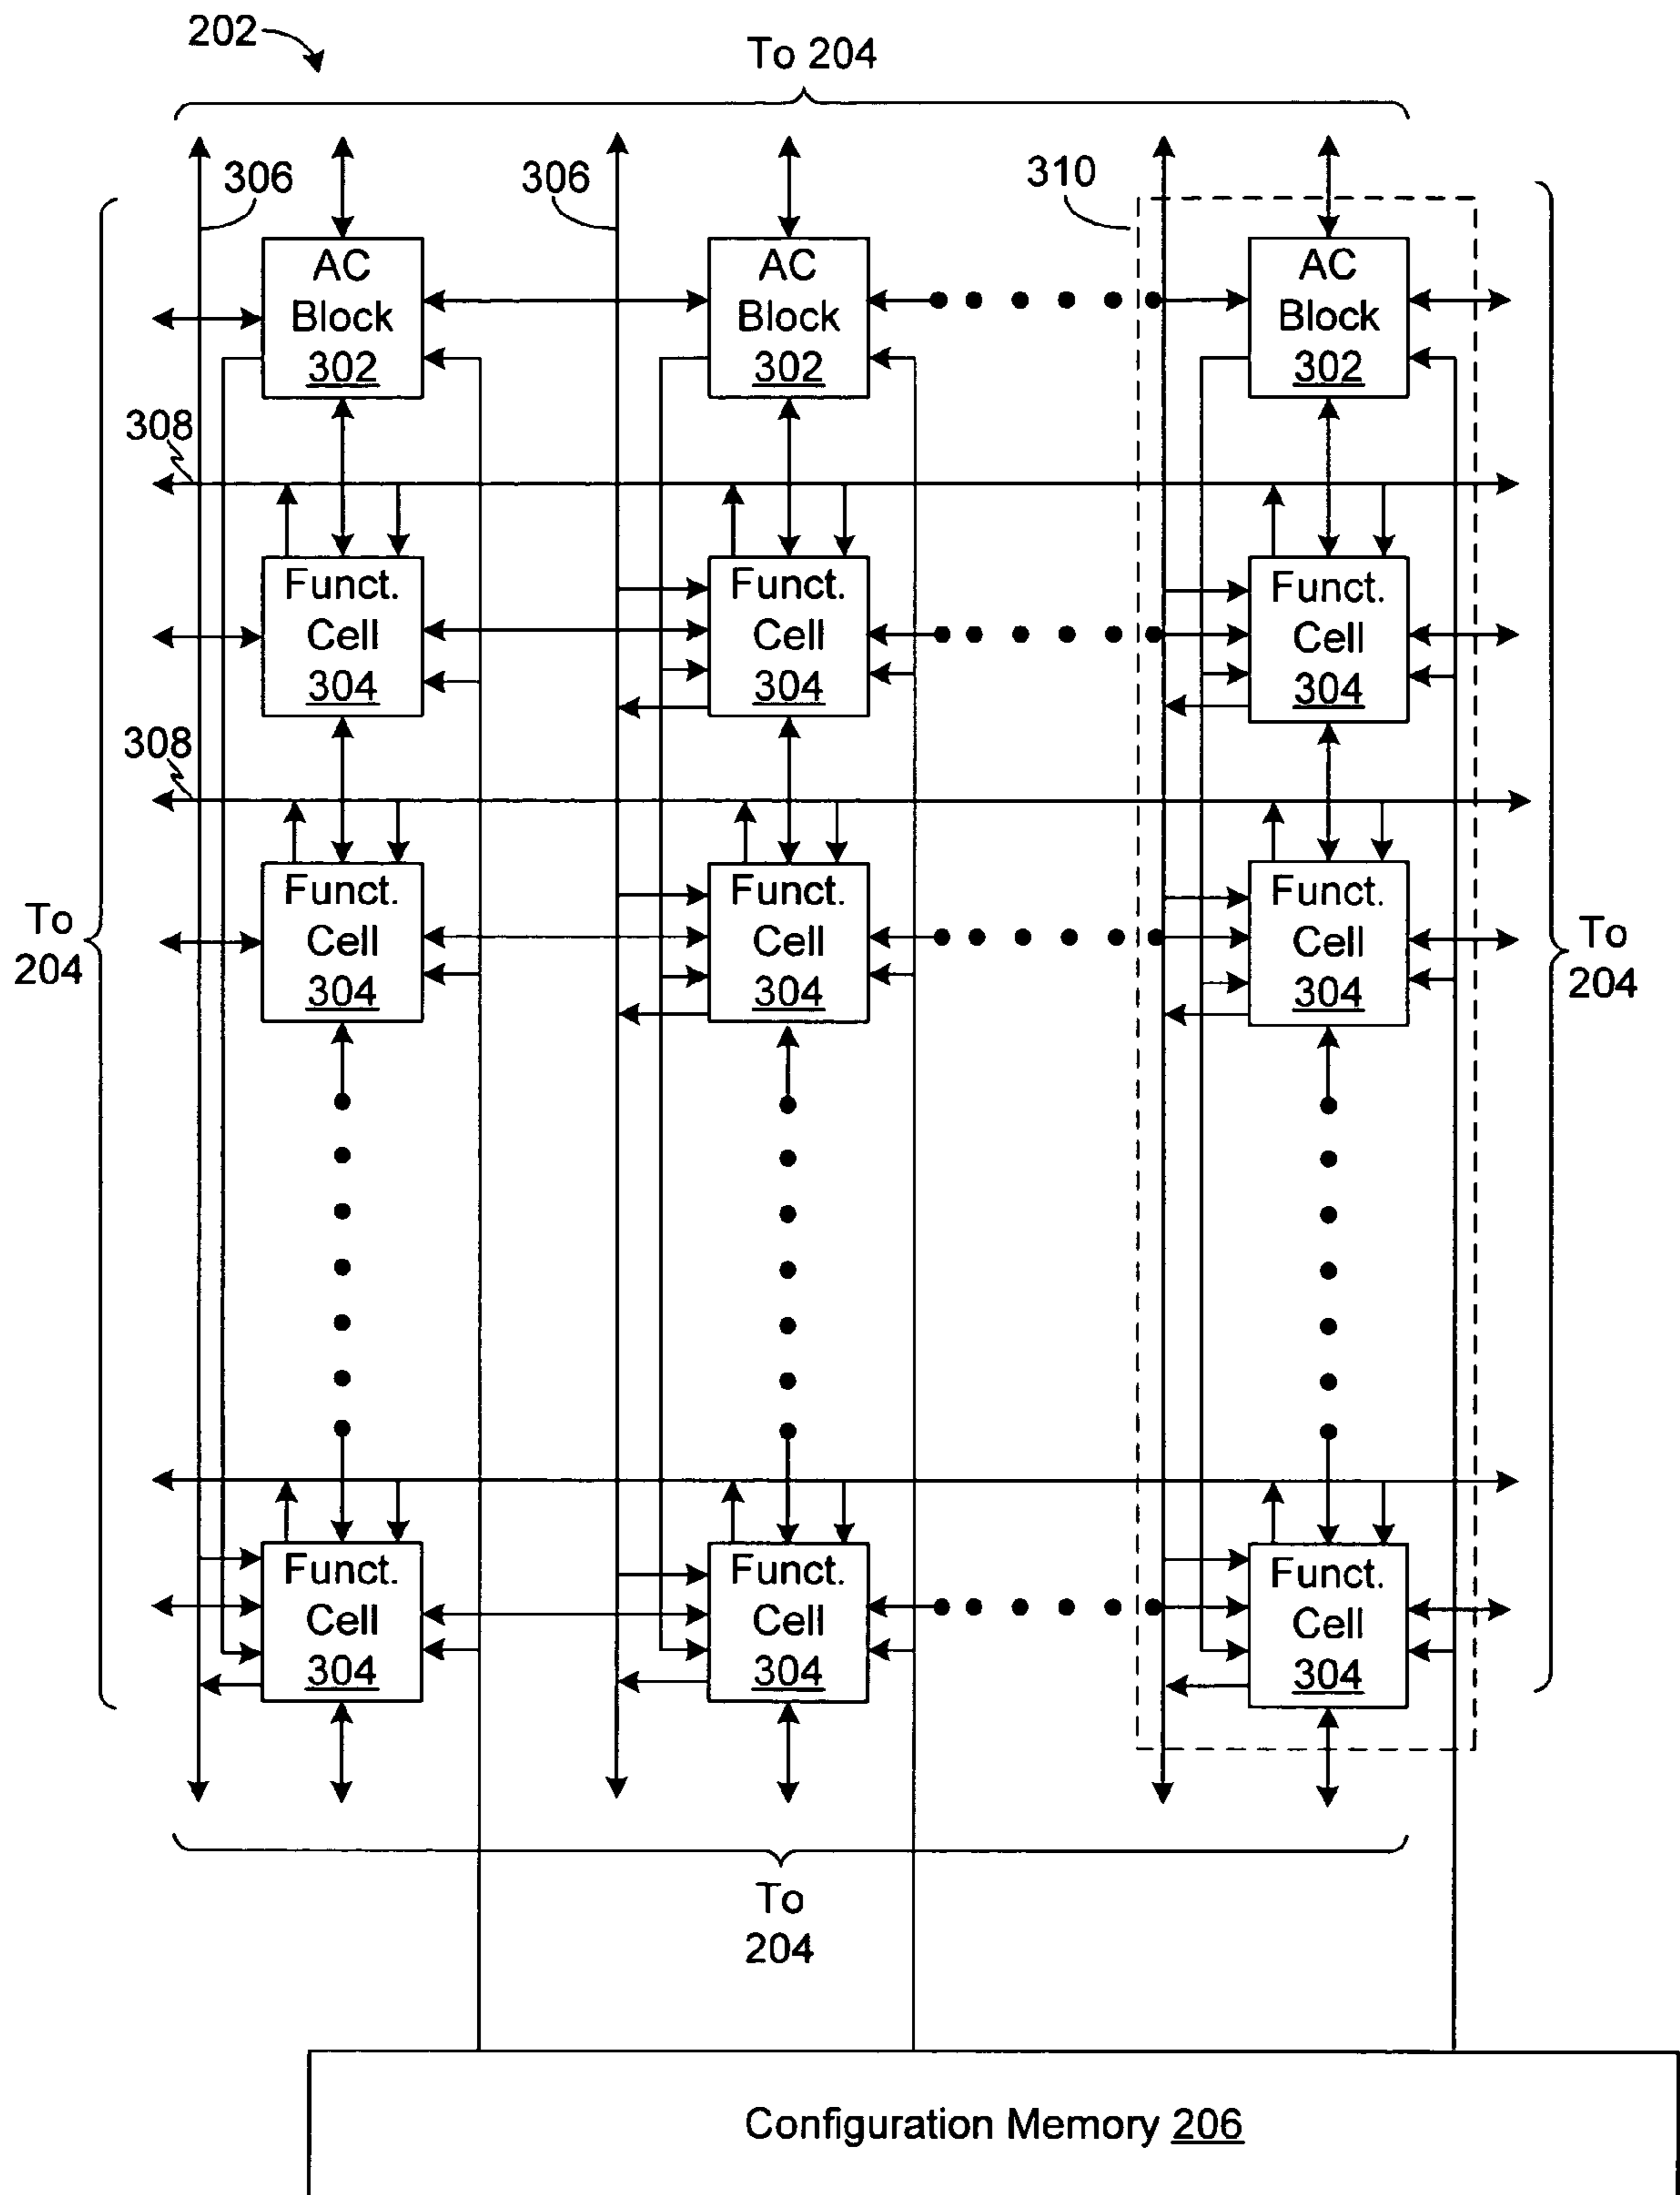 202
To 204
306
306
310
AC
Block
302
AC
Block
302
AC
Block
302
308
Funct.
Cell
304
Funct.
Cell
304
Funct.
Cell
304
308
Funct.
Cell
304
Funct.
Cell
304
Funct.
Cell
304
To
204
To
204
Funct.
Cell
304
Funct.
Cell
304
Funct.
Cell
304
To
204
Configuration Memory 206